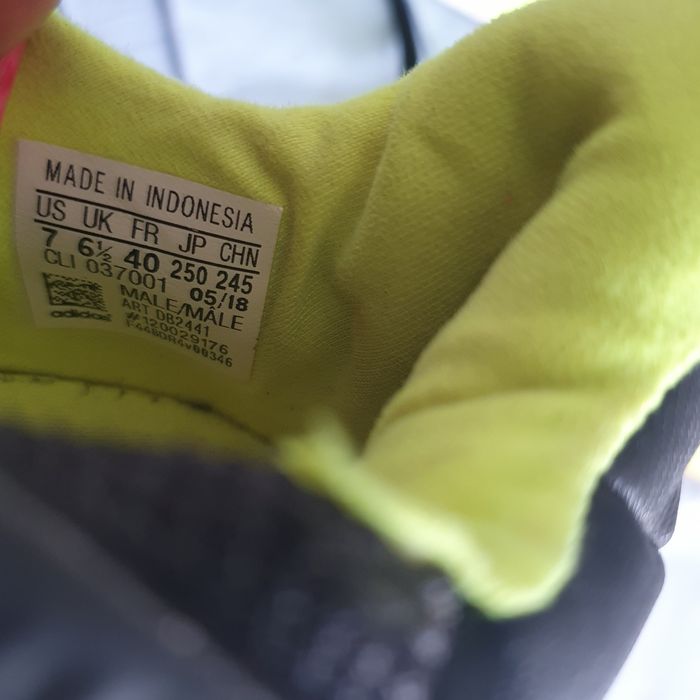 MADE IN INDONESIA
US UK FR JP CHN
7 6½ 40 250 245
CLI 037001 05/18
MALE/MÂLE
ART DB2441
#120029176
adidas